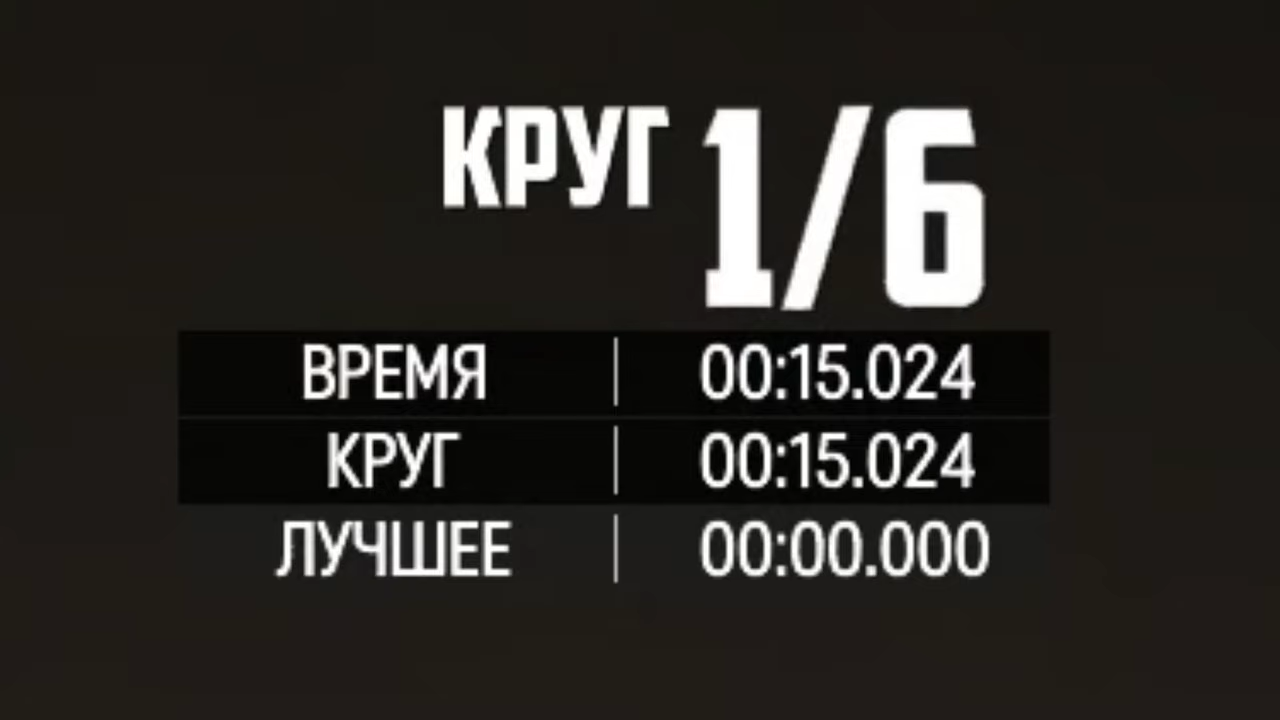 КРУГ 1/6
ВРЕМЯ | 00:15.024
КРУГ | 00:15.024
ЛУЧШЕЕ | 00:00.000